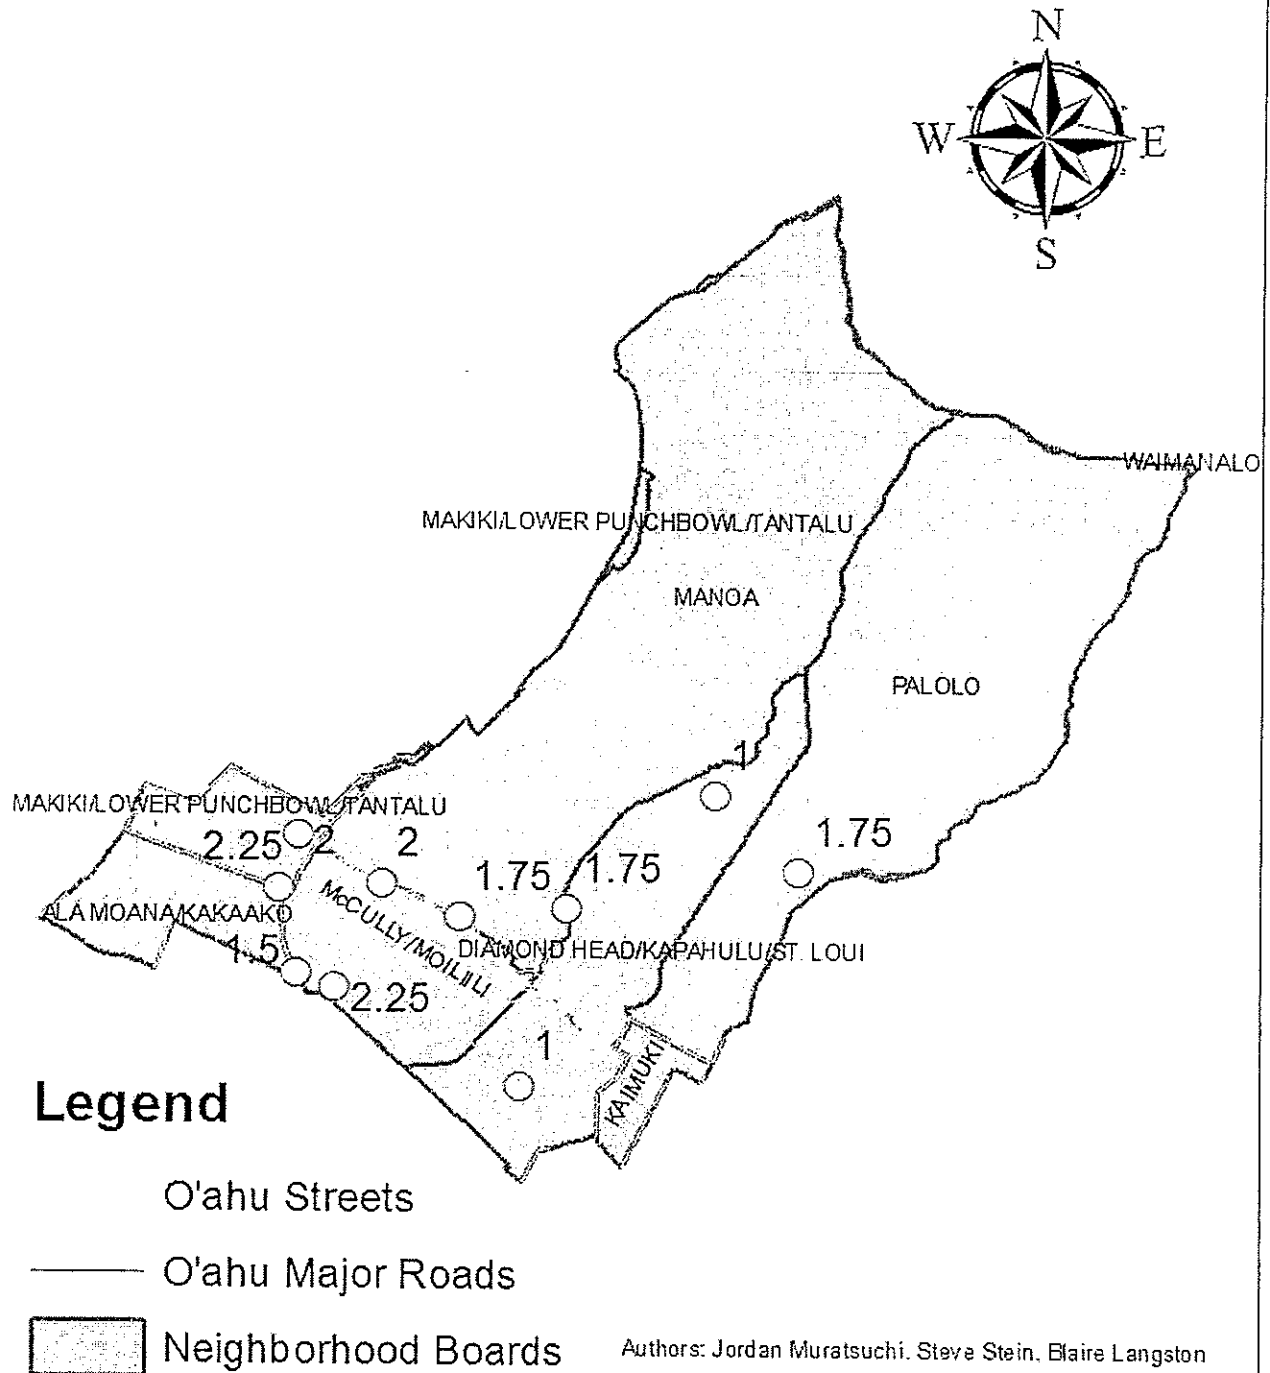 N
W E
S
WAIMANALO
MAKIKI/LOWER PUNCHBOWL/TANTALU
MANOA
PALOLO
1
MAKIKI/LOWER PUNCHBOWL/TANTALU
2.25 2 2 1.75
1.75 1.75
McCULLY/MOILIILI
ALA MOANA/KAKAAKO
1.5 DIAMOND HEAD/KAPAHULU/ST. LOUI
2.25
1
KAIMUKI
Legend
O'ahu Streets
O'ahu Major Roads
Neighborhood Boards
Authors: Jordan Muratsuchi. Steve Stein, Blaire Langston